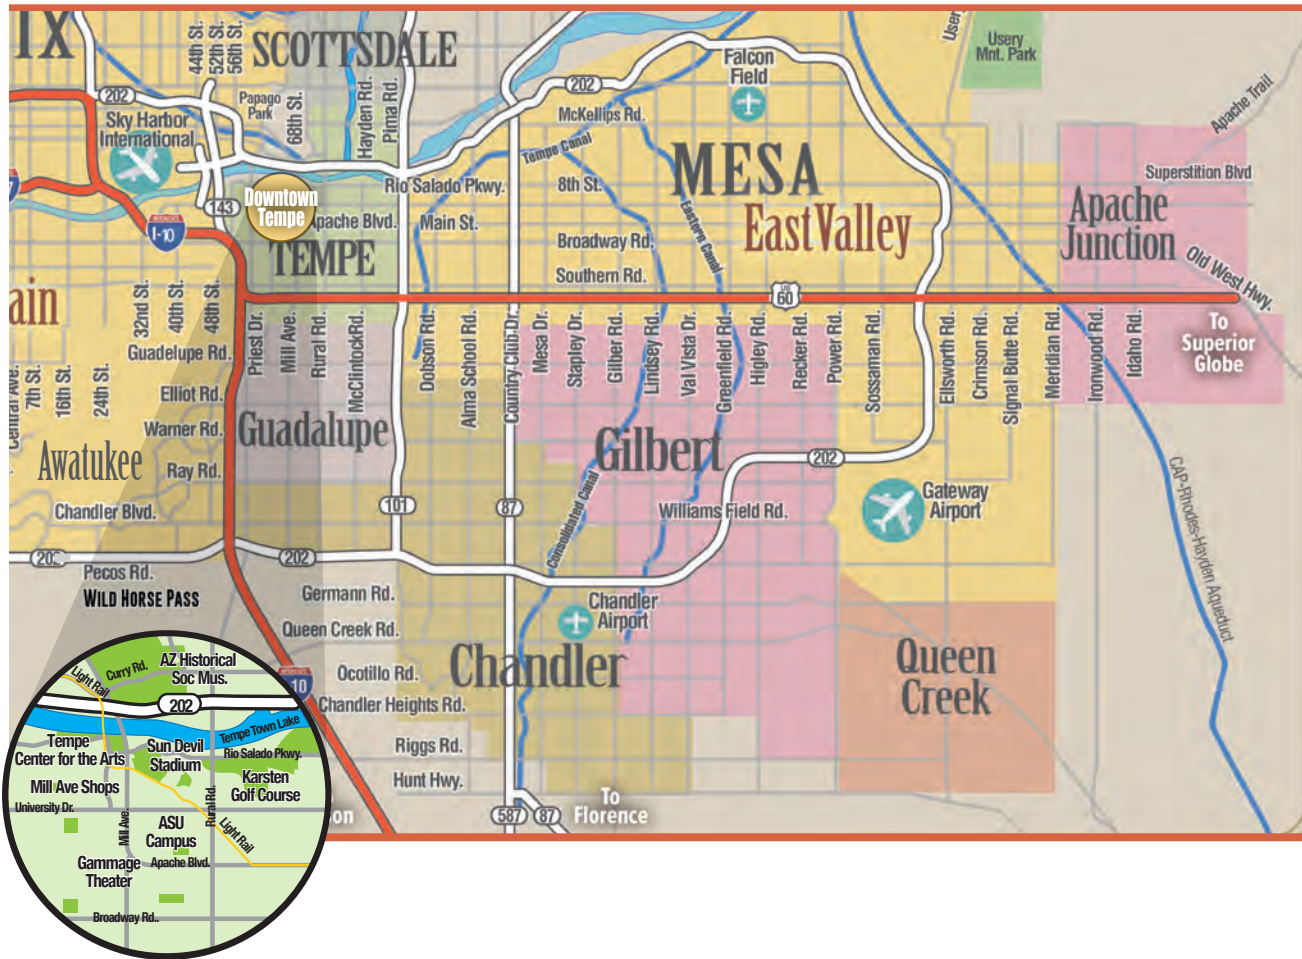 IX
44th St.
52th St.
56th St.
SCOTTSDALE
User
Usery
Mnt. Park
Falcon
Field
202
202
Papago
Park
68th St.
Hayden Rd.
Pima Rd.
McKellips Rd.
Apache Trail
Sky Harbor
International
Tempe Canal
MESA
Superstition Blvd
Rio Salado Pkwy.
8th St.
Downtown
Tempe
143
Apache Blvd.
Main St.
Eastern Canal
EastValley
Apache
Junction
INTERSTATE
I-10
TEMPE
Broadway Rd.
Southern Rd.
Old West Hwy.
60
ain
32nd St.
40th St.
48th St.
Guadelupe Rd.
Priest Dr.
Mill Ave.
Rural Rd.
McClintockRd.
Dobson Rd.
Alma School Rd.
Country Club Dr.
Mesa Dr.
Stapley Dr.
Gilber Rd.
Lindsey Rd.
Val Vista Dr.
Greenfield Rd.
Higley Rd.
Recker Rd.
Power Rd.
Sossaman Rd.
Ellsworth Rd.
Crimson Rd.
Signal Butte Rd.
Meridian Rd.
Ironwood Rd.
Idaho Rd.
To
Superior
Globe
Central Ave.
7th St.
16th St.
24th St.
Elliot Rd.
Warner Rd.
Guadalupe
Gilbert
Awatukee
Ray Rd.
202
CAP-Rhodes-Hayden Aqueduct
Chandler Blvd.
101
87
Consolidated Canal
Williams Field Rd.
Gateway
Airport
202
202
Pecos Rd.
WILD HORSE PASS
Germann Rd.
Chandler
Airport
Queen Creek Rd.
Chandler
Queen
Creek
Ocotillo Rd.
10
Chandler Heights Rd.
Riggs Rd.
Hunt Hwy.
587
87
To
Florence
son
Light Rail
Curry Rd.
AZ Historical
Soc Mus.
202
Tempe Town Lake
Tempe
Center for the Arts
Sun Devil
Stadium
Rio Salado Pkwy.
Mill Ave Shops
Karsten
Golf Course
University Dr.
Mill Ave.
Rural Rd.
ASU
Campus
Light Rail
Gammage
Theater
Apache Blvd.
Broadway Rd..